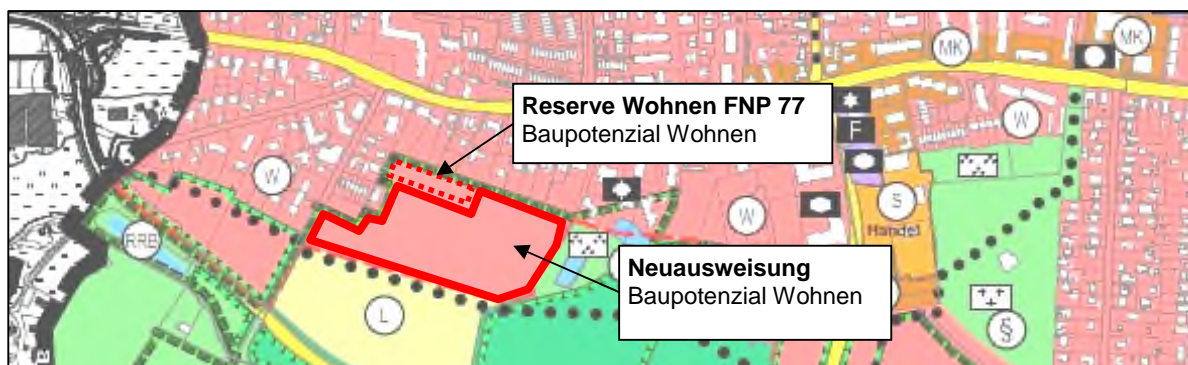 MK
MK
Reserve Wohnen FNP 77
Baupotenzial Wohnen
F
W
W
W
S
Handel
RRB
Neuausweisung
Baupotenzial Wohnen
L
§
B